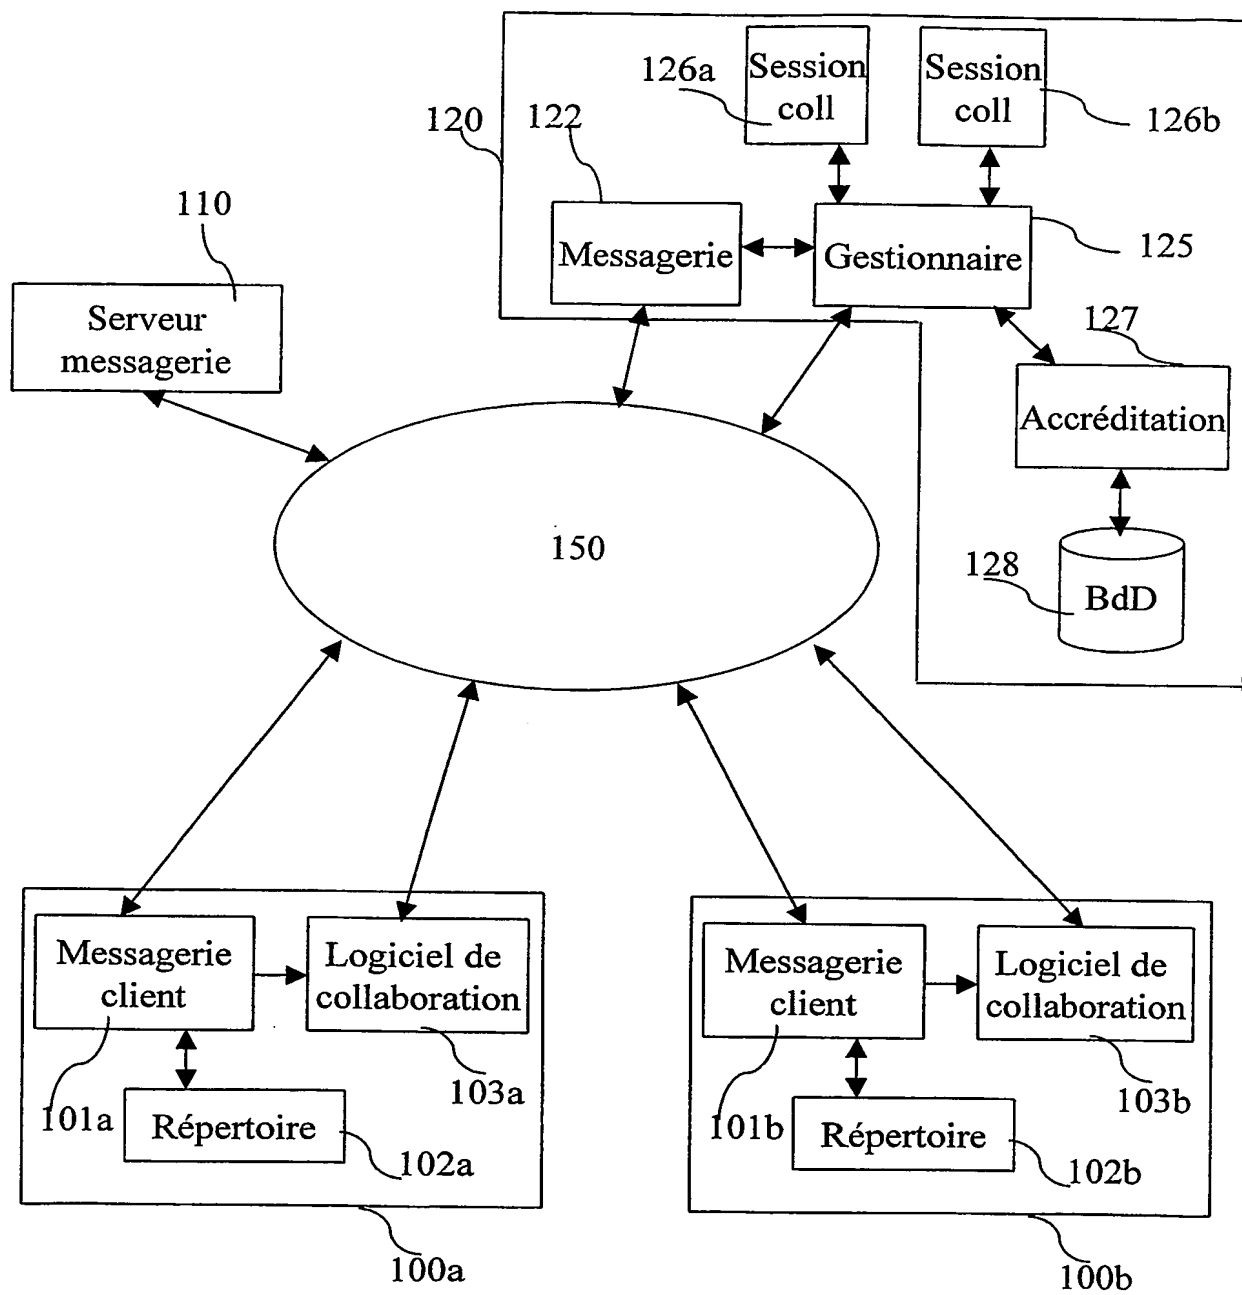 Session
coll
126a
Session
coll
126b
120
122
Messagerie
Gestionnaire
125
110
Serveur
messagerie
127
Accréditation
128
BdD
150
Messagerie
client
Logiciel de
collaboration
101a
103a
Répertoire
102a
100a
Messagerie
client
Logiciel de
collaboration
101b
103b
Répertoire
102b
100b